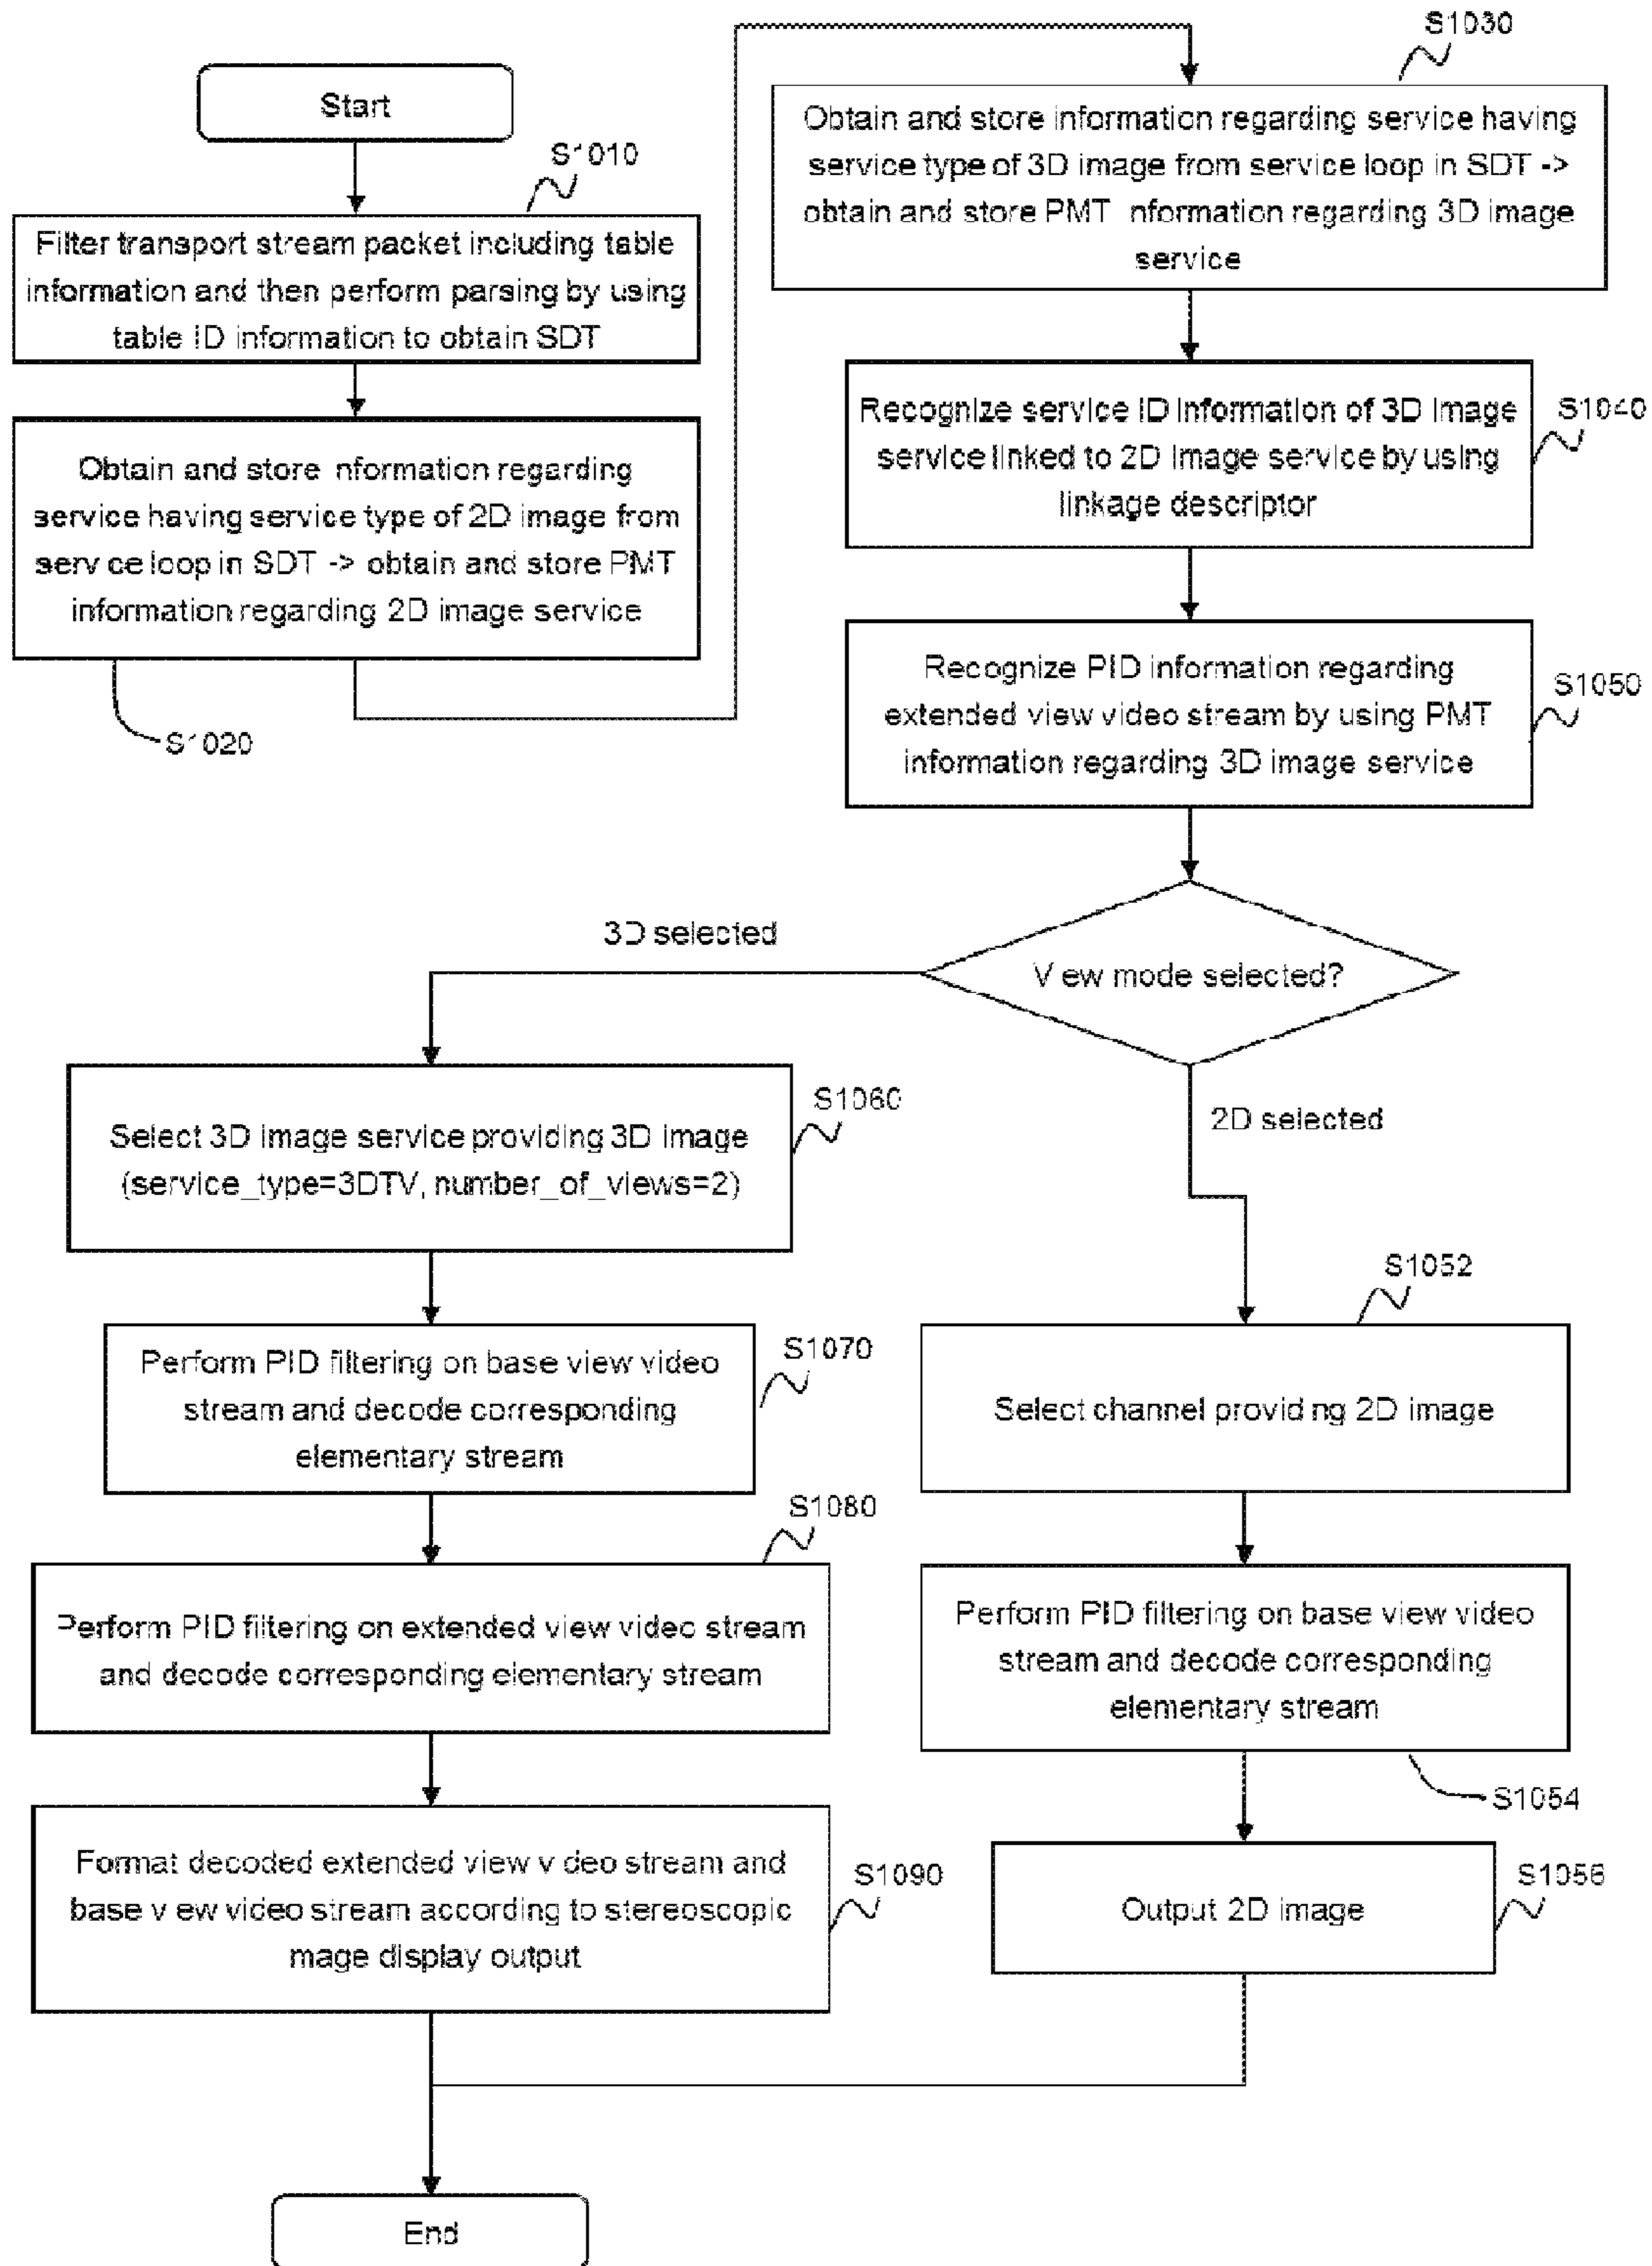 Start
S1010
Filter transport stream packet including table
information and then perform parsing by using
table ID information to obtain SDT
Obtain and store nformation regarding
service having service type of 2D image from
serv ce loop in SDT -> obtain and store PMT
information regarding 2D image service
S1020
S1030
Obtain and store information regarding service having
service type of 3D image from service loop in SDT ->
obtain and store PMT nformation regarding 3D image
service
Recognize service ID information of 3D image
service linked to 2D image service by using
linkage descriptor
S1040
Recognize PID information regarding
extended view video stream by using PMT
information regarding 3D image service
S1050
V ew mode selected?
3D selected
2D selected
Select 3D image service providing 3D image
(service_type=3DTV, number_of_views=2)
S1060
Perform PID filtering on base view video
stream and decode corresponding
elementary stream
S1070
S1080
Perform PID filtering on extended view video stream
and decode corresponding elementary stream
Format decoded extended view v deo stream and
base v ew video stream according to stereoscopic
mage display output
S1090
S1052
Select channel providing 2D image
Perform PID filtering on base view video
stream and decode corresponding
elementary stream
S1054
Output 2D image
S1056
End